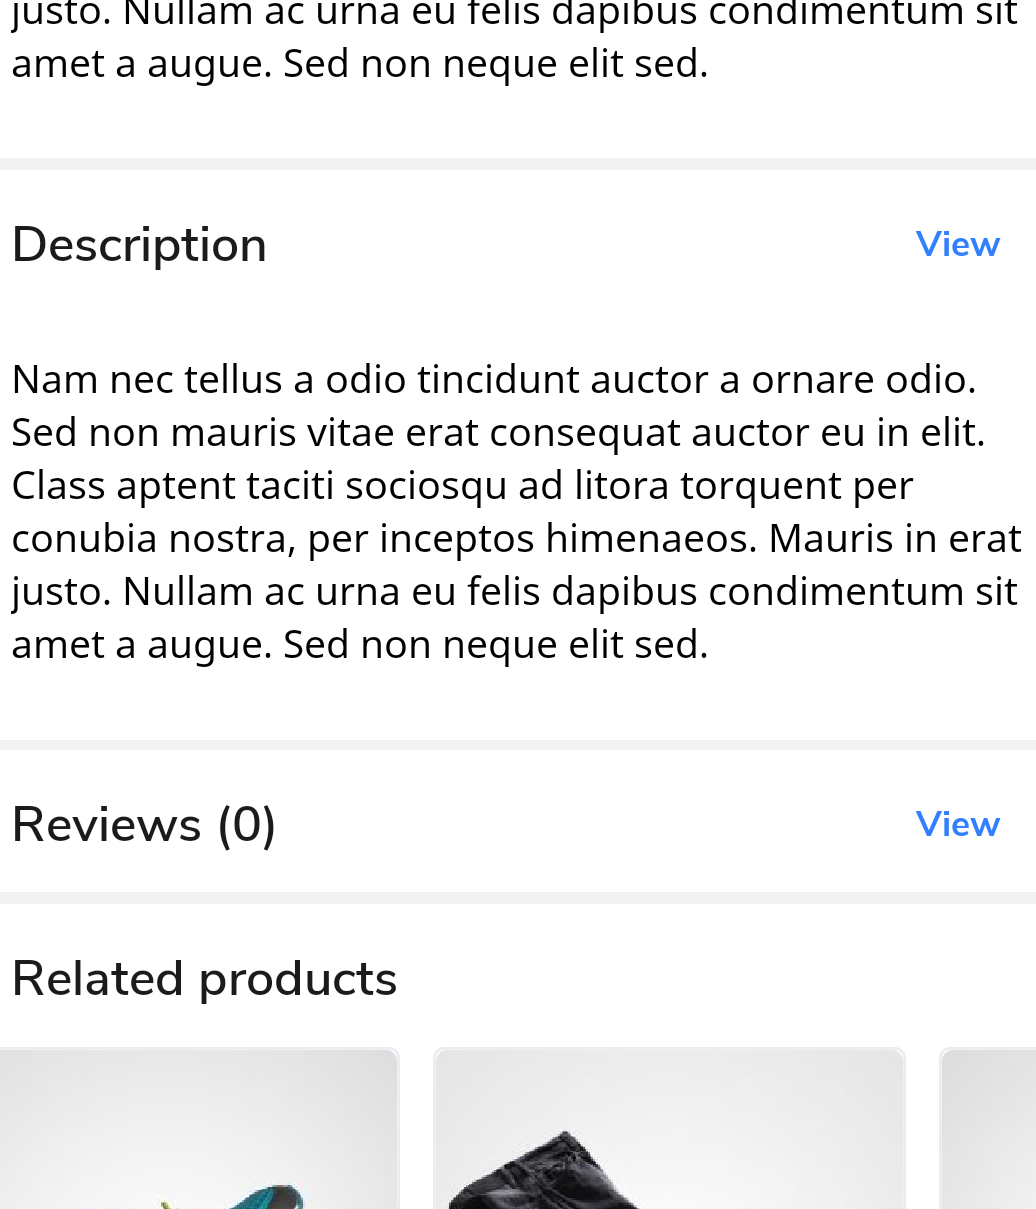 justo. Nullam ac urna eu felis dapibus condimentum sit
amet a augue. Sed non neque elit sed.
Description
View
Nam nec tellus a odio tincidunt auctor a ornare odio.
Sed non mauris vitae erat consequat auctor eu in elit.
Class aptent taciti sociosqu ad litora torquent per
conubia nostra, per inceptos himenaeos. Mauris in erat
justo. Nullam ac urna eu felis dapibus condimentum sit
amet a augue. Sed non neque elit sed.
Reviews (0)
View
Related products